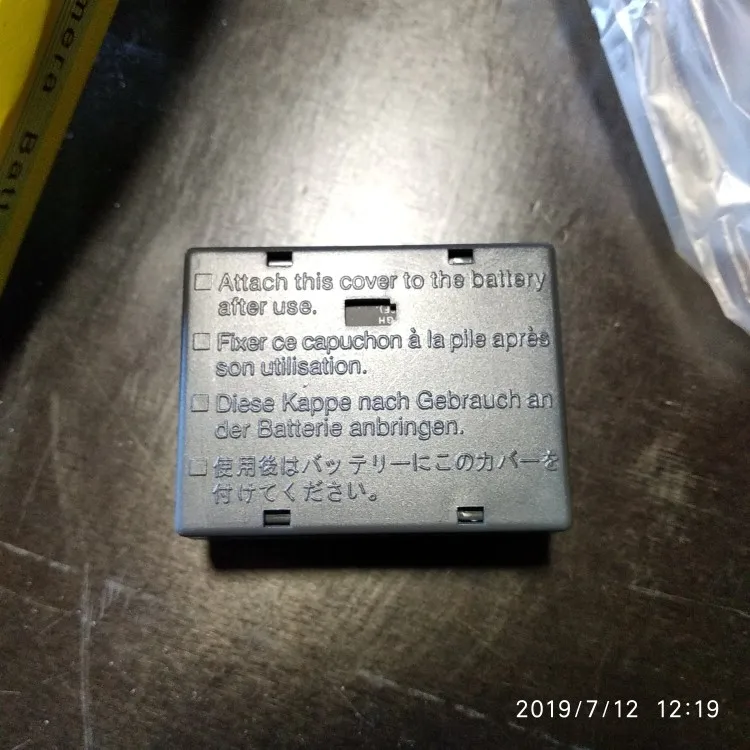 mera Batt
□ Attach this cover to the battery
after use.
□ Fixer ce capuchon à la pile après
son utilisation.
□ Diese Kappe nach Gebrauch an
der Batterie anbringen.
□ 使用後はバッテリーにこのカバーを
付けてください。
2019/7/12 12:19